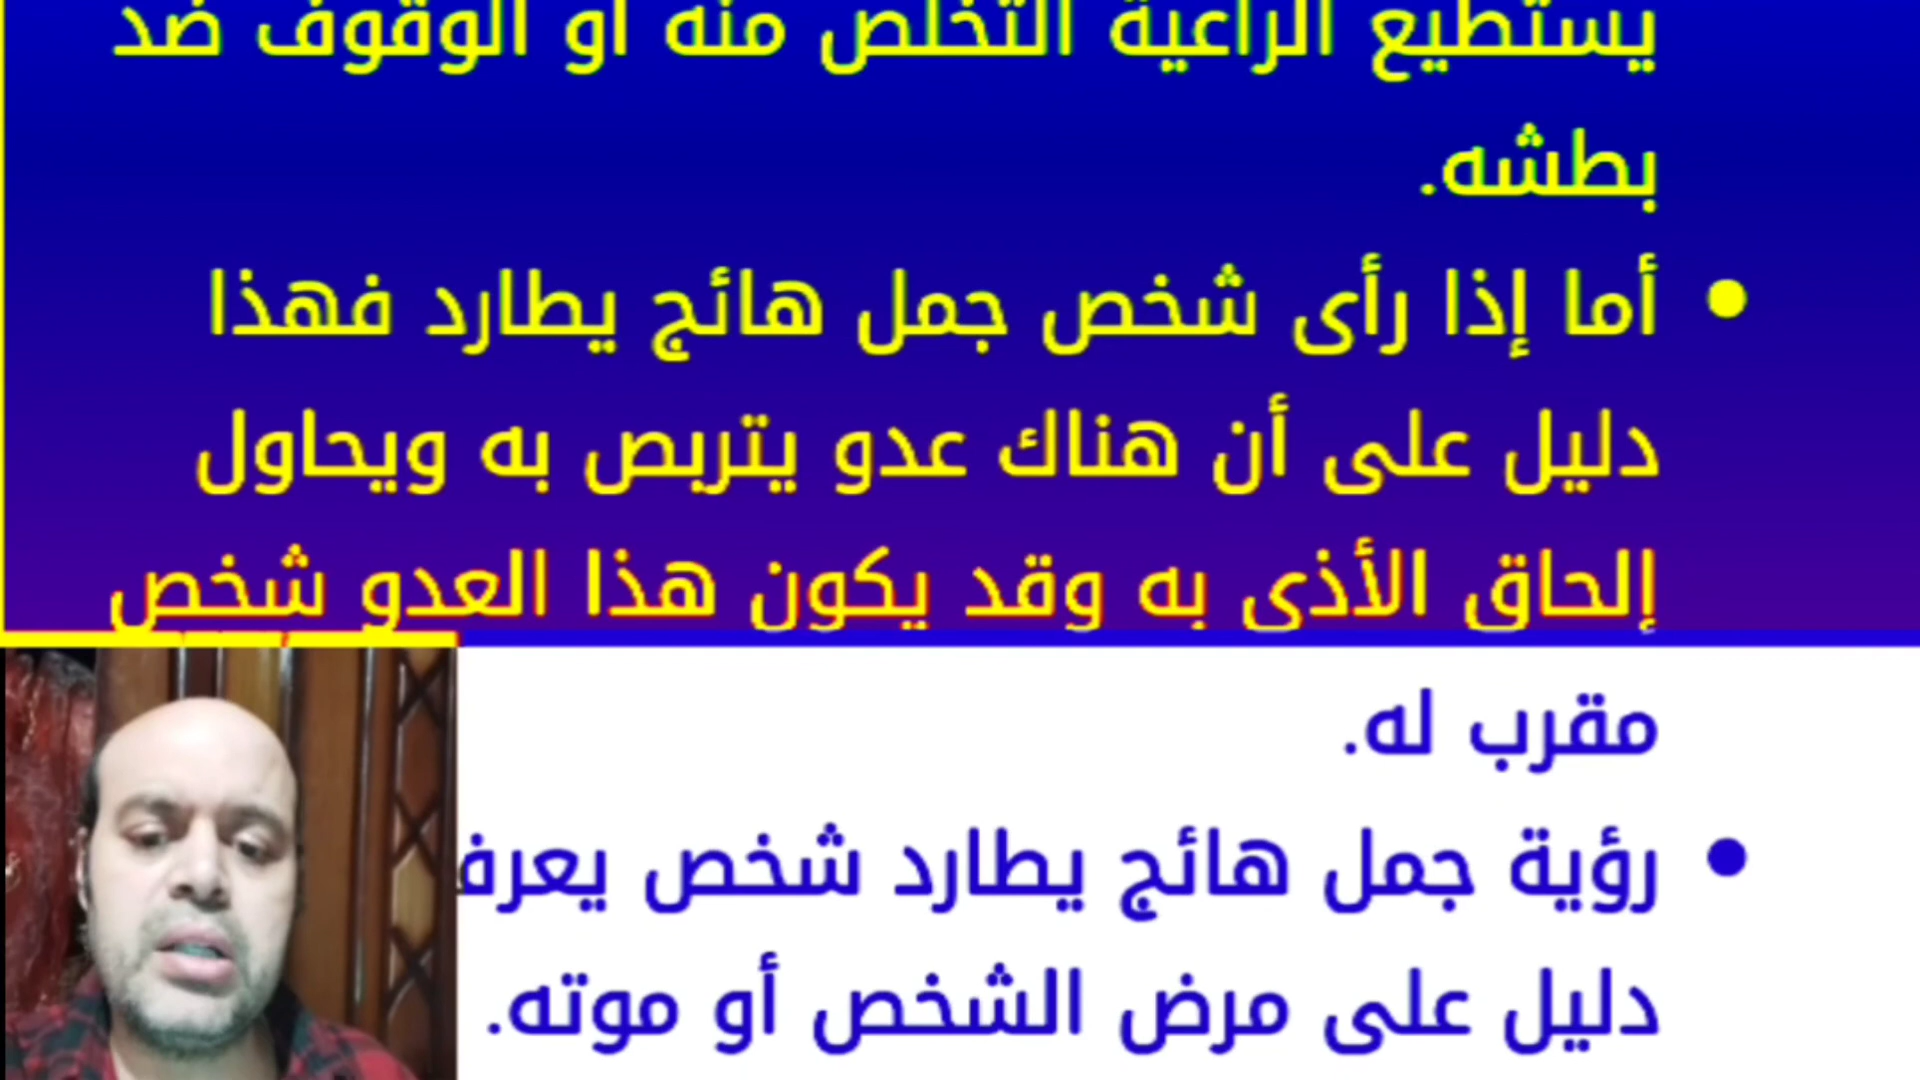 يستطيع الراعية التخلص منه أو الوقوف ضد
بطشه.
• أما إذا رأى شخص جمل هائج يطارد فهذا
دليل على أن هناك عدو يتربص به ويحاول
إلحاق الأذى به وقد يكون هذا العدو شخص
مقرب له.
• رؤية جمل هائج يطارد شخص يعرف
دليل على مرض الشخص أو موته.